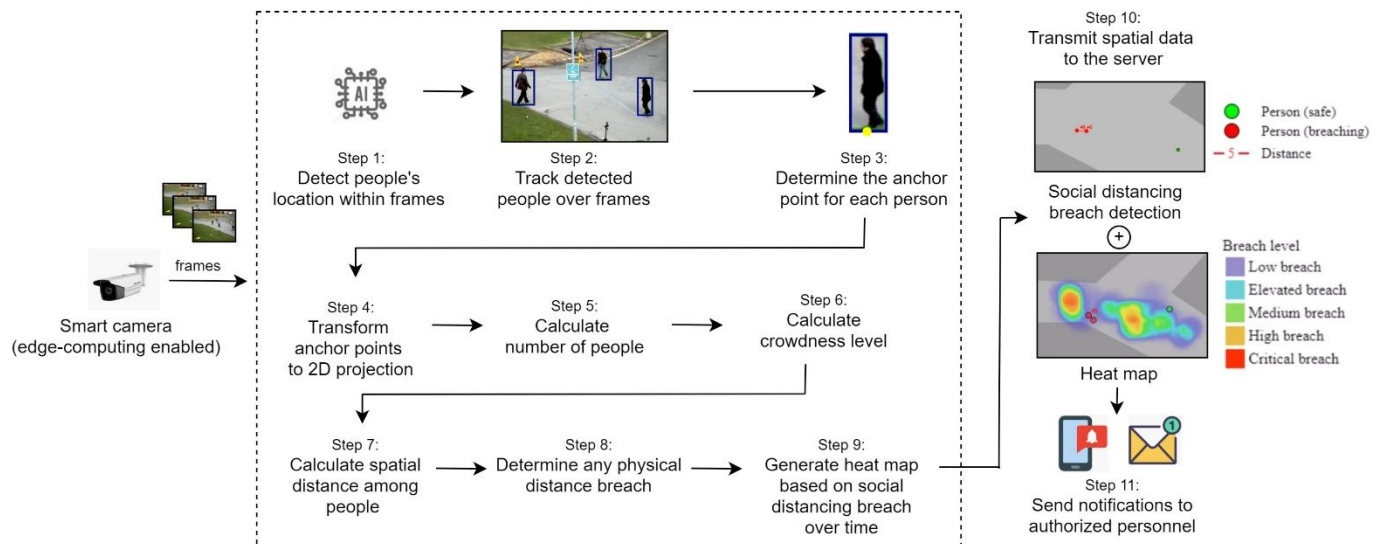 Smart camera
(edge-computing enabled)
frames
AI
Step 1:
Detect people's
location within frames
Step 2:
Track detected
people over frames
Step 3:
Determine the anchor
point for each person
Step 4:
Transform
anchor points
to 2D projection
Step 5:
Calculate
number of people
Step 6:
Calculate
crowdness level
Step 7:
Calculate spatial
distance among
people
Step 8:
Determine any physical
distance breach
Step 9:
Generate heat map
based on social
distancing breach
over time
Step 10:
Transmit spatial data
to the server
Person (safe)
Person (breaching)
5
Distance
Social distancing
breach detection
+
Breach level
Low breach
Elevated breach
Medium breach
High breach
Critical breach
Heat map
1
Step 11:
Send notifications to
authorized personnel